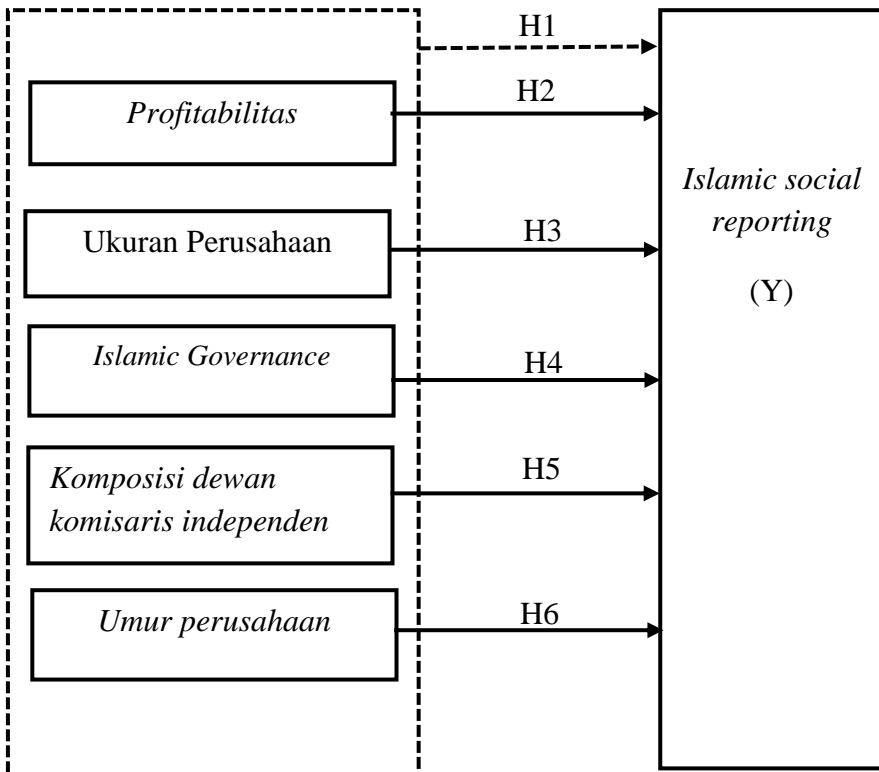 H1
Profitabilitas
H2
Islamic social
reporting
(Y)
Ukuran Perusahaan
H3
Islamic Governance
H4
Komposisi dewan
komisaris independen
H5
Umur perusahaan
H6